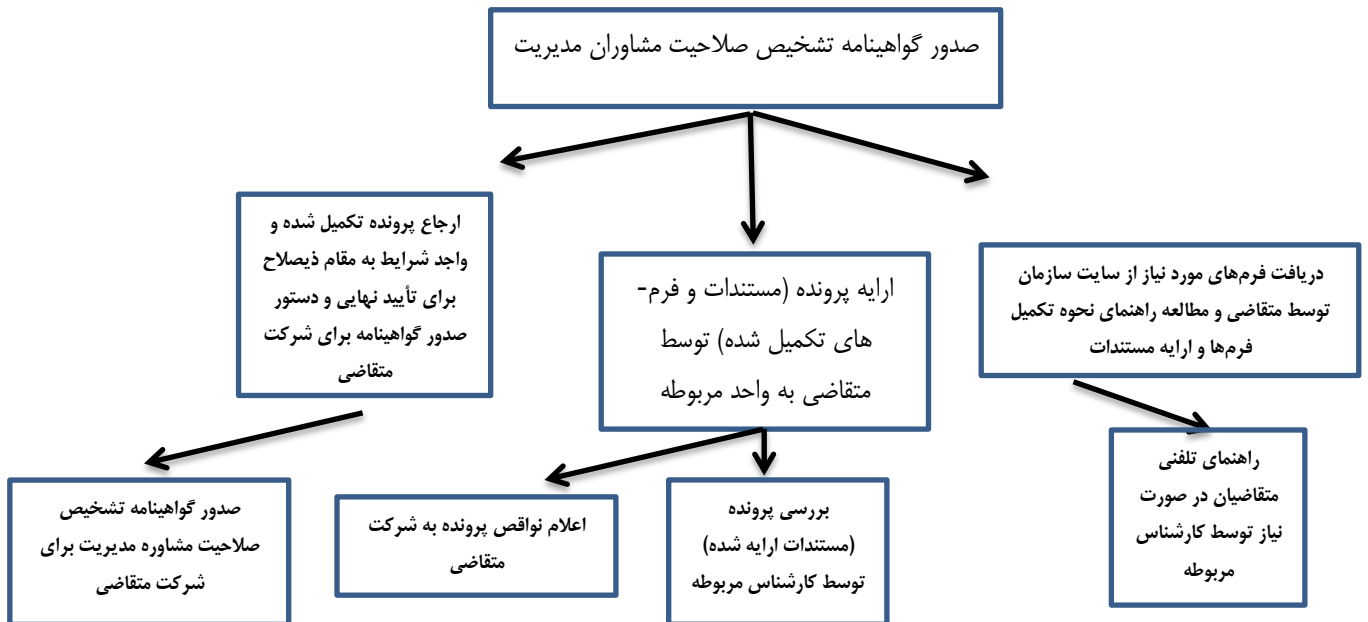 صدور گواهینامه تشخیص صلاحیت مشاوران مدیریت
دریافت فرم‌های مورد نیاز از سایت سازمان
توسط متقاضی و مطالعه راهنمای نحوه تکمیل
فرم‌ها و ارایه مستندات
ارایه پرونده (مستندات و فرم-
های تکمیل شده) توسط
متقاضی به واحد مربوطه
ارجاع پرونده تکمیل شده و
واجد شرایط به مقام ذیصلاح
برای تأیید نهایی و دستور
صدور گواهینامه برای شرکت
متقاضی
راهنمای تلفنی
متقاضیان در صورت
نیاز توسط کارشناس
مربوطه
بررسی پرونده
(مستندات ارایه شده)
توسط کارشناس مربوطه
اعلام نواقص پرونده به شرکت
متقاضی
صدور گواهینامه تشخیص
صلاحیت مشاوره مدیریت برای
شرکت متقاضی